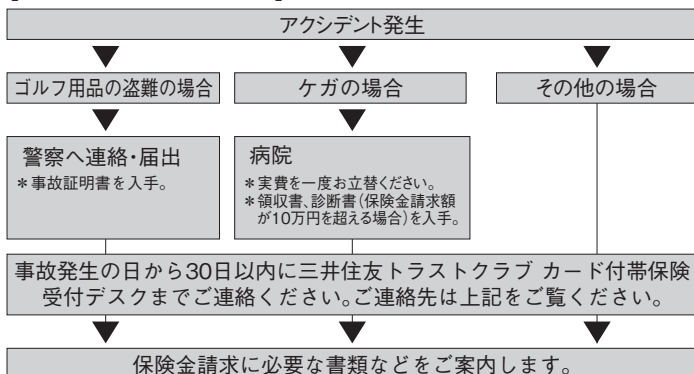 アクシデント発生
ゴルフ用品の盗難の場合
ケガの場合
その他の場合
警察へ連絡・届出
＊事故証明書を入手。
病院
＊実費を一度お立替ください。
＊領収書、診断書(保険金請求額
が10万円を超える場合)を入手。
事故発生の日から30日以内に三井住友トラストクラブ カード付帯保険
受付デスクまでご連絡ください。ご連絡先は上記をご覧ください。
保険金請求に必要な書類などをご案内します。